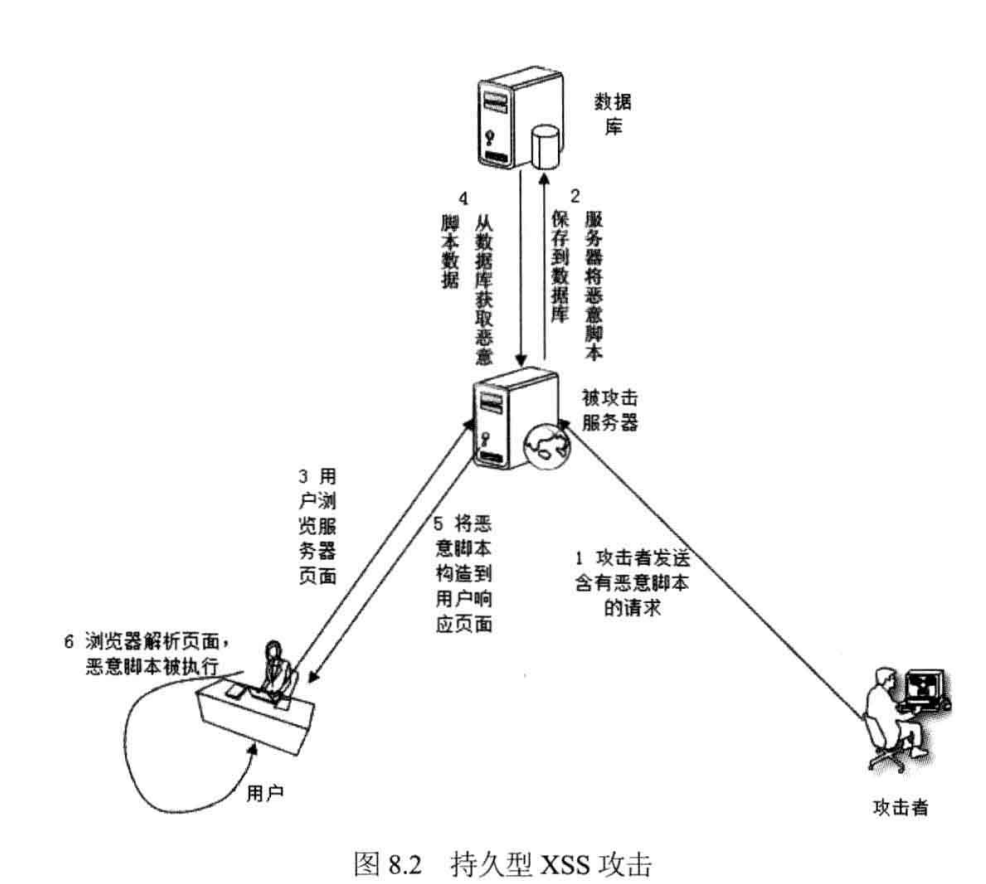 数据
库
4
从数据库获取恶意
脚本数据
2
服务器将恶意脚本
保存到数据库
被攻击
服务器
3 用
户浏
览服
务器
页面
5 将恶
意脚本
构造到
用户响
应页面
1 攻击者发送
含有恶意脚本
的请求
6 浏览器解析页面，
恶意脚本被执行
用户
攻击者
图 8.2 持久型 XSS 攻击